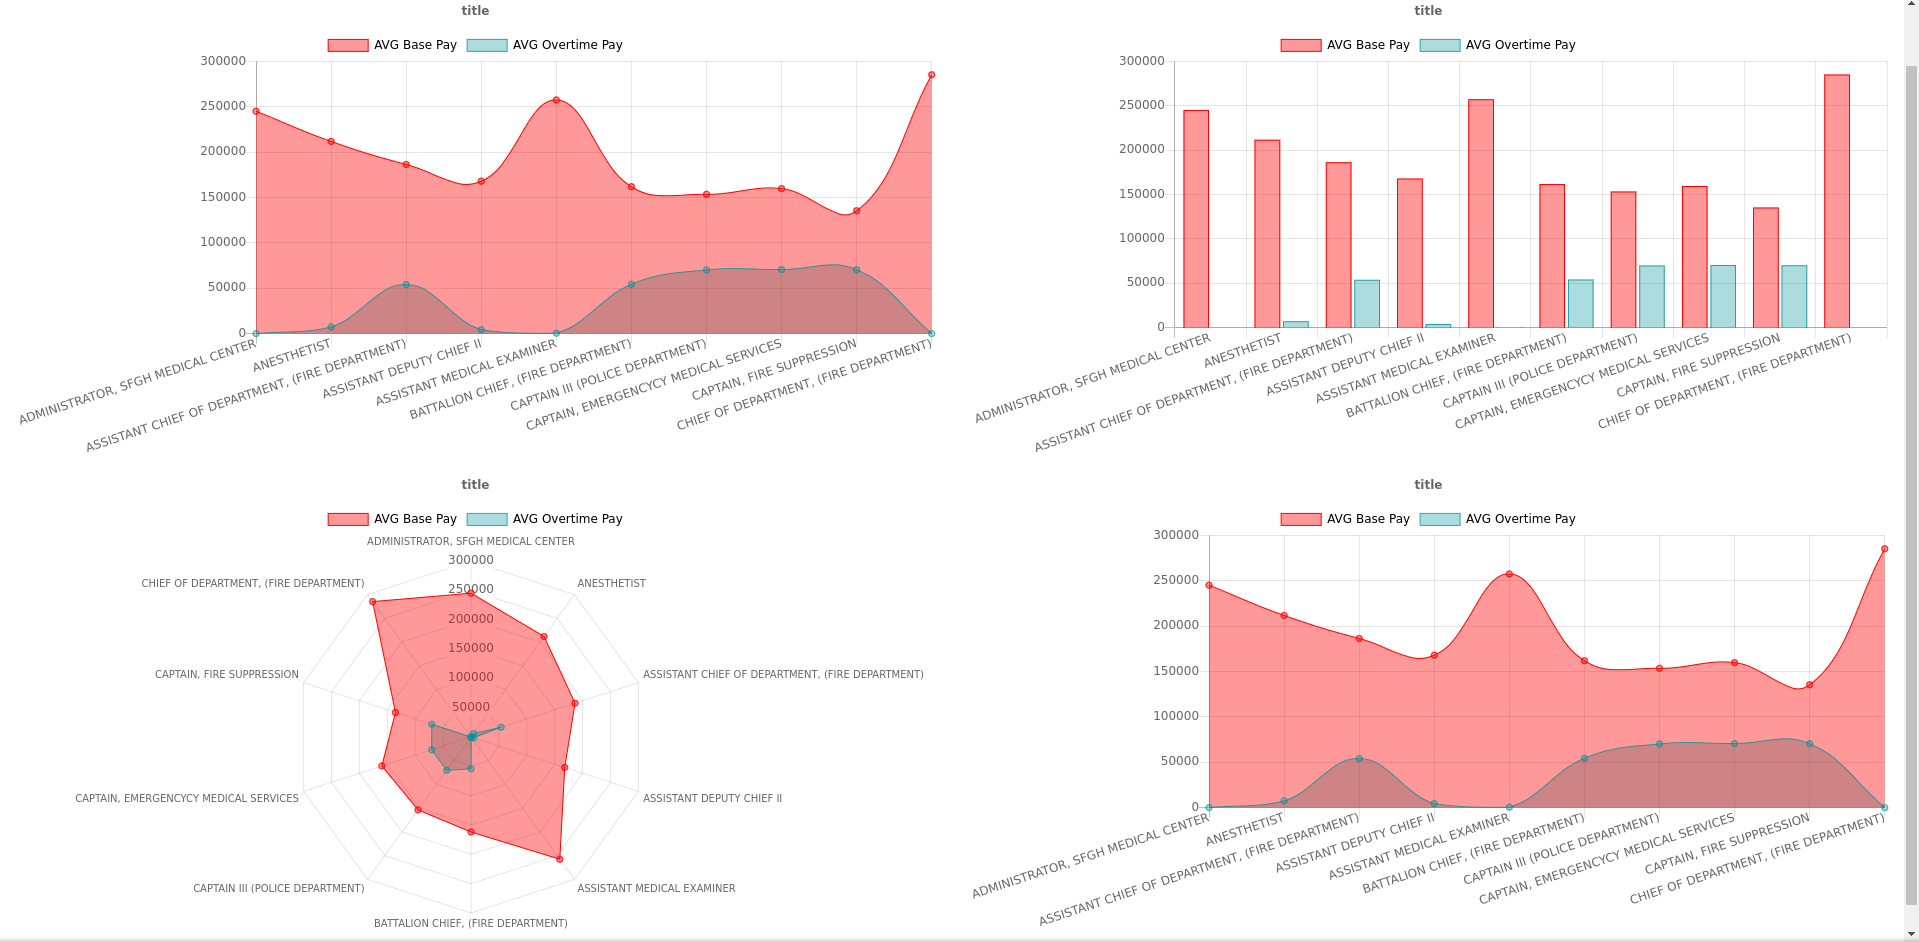 title
AVG Base Pay AVG Overtime Pay
300000
250000
200000
150000
100000
50000
0
ADMINISTRATOR, SFGH MEDICAL CENTER
ANESTHETIST
ASSISTANT CHIEF OF DEPARTMENT, (FIRE DEPARTMENT)
ASSISTANT DEPUTY CHIEF II
ASSISTANT MEDICAL EXAMINER
BATTALION CHIEF, (FIRE DEPARTMENT)
CAPTAIN III (POLICE DEPARTMENT)
CAPTAIN, EMERGENCYCY MEDICAL SERVICES
CAPTAIN, FIRE SUPPRESSION
CHIEF OF DEPARTMENT, (FIRE DEPARTMENT)
title
AVG Base Pay AVG Overtime Pay
300000
250000
200000
150000
100000
50000
0
ADMINISTRATOR, SFGH MEDICAL CENTER
ANESTHETIST
ASSISTANT CHIEF OF DEPARTMENT, (FIRE DEPARTMENT)
ASSISTANT DEPUTY CHIEF II
ASSISTANT MEDICAL EXAMINER
BATTALION CHIEF, (FIRE DEPARTMENT)
CAPTAIN III (POLICE DEPARTMENT)
CAPTAIN, EMERGENCYCY MEDICAL SERVICES
CAPTAIN, FIRE SUPPRESSION
CHIEF OF DEPARTMENT, (FIRE DEPARTMENT)
title
AVG Base Pay AVG Overtime Pay
ADMINISTRATOR, SFGH MEDICAL CENTER
300000
250000
200000
150000
100000
50000
ANESTHETIST
ASSISTANT CHIEF OF DEPARTMENT, (FIRE DEPARTMENT)
ASSISTANT DEPUTY CHIEF II
ASSISTANT MEDICAL EXAMINER
BATTALION CHIEF, (FIRE DEPARTMENT)
CAPTAIN III (POLICE DEPARTMENT)
CAPTAIN, EMERGENCYCY MEDICAL SERVICES
CAPTAIN, FIRE SUPPRESSION
CHIEF OF DEPARTMENT, (FIRE DEPARTMENT)
title
AVG Base Pay AVG Overtime Pay
300000
250000
200000
150000
100000
50000
0
ADMINISTRATOR, SFGH MEDICAL CENTER
ANESTHETIST
ASSISTANT CHIEF OF DEPARTMENT, (FIRE DEPARTMENT)
ASSISTANT DEPUTY CHIEF II
ASSISTANT MEDICAL EXAMINER
BATTALION CHIEF, (FIRE DEPARTMENT)
CAPTAIN III (POLICE DEPARTMENT)
CAPTAIN, EMERGENCYCY MEDICAL SERVICES
CAPTAIN, FIRE SUPPRESSION
CHIEF OF DEPARTMENT, (FIRE DEPARTMENT)